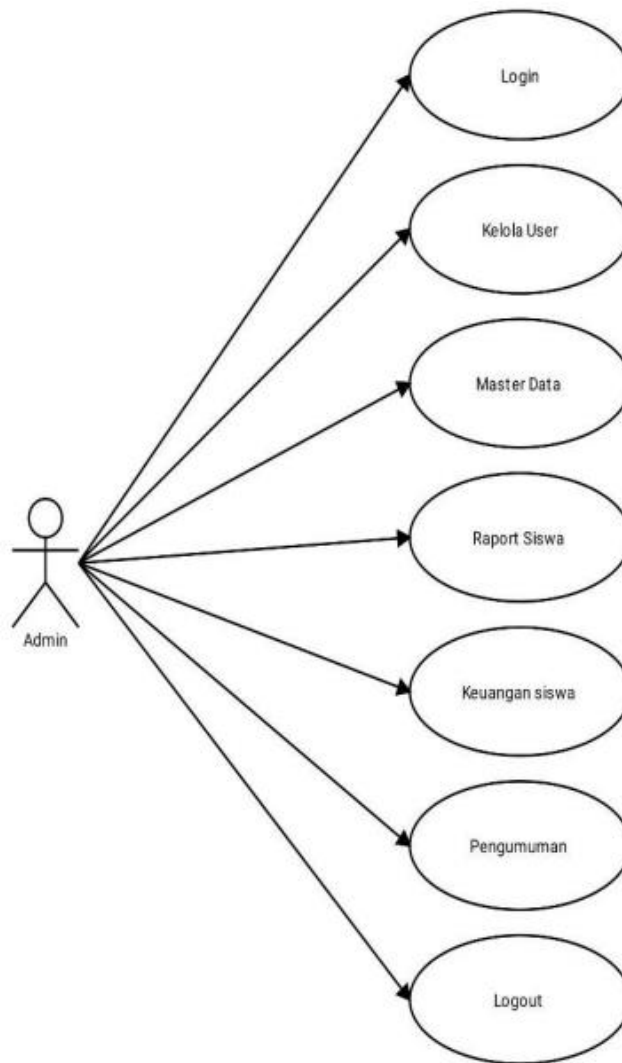 Login
Kelola User
Master Data
Raport Siswa
Admin
Keuangan siswa
Pengumuman
Logout